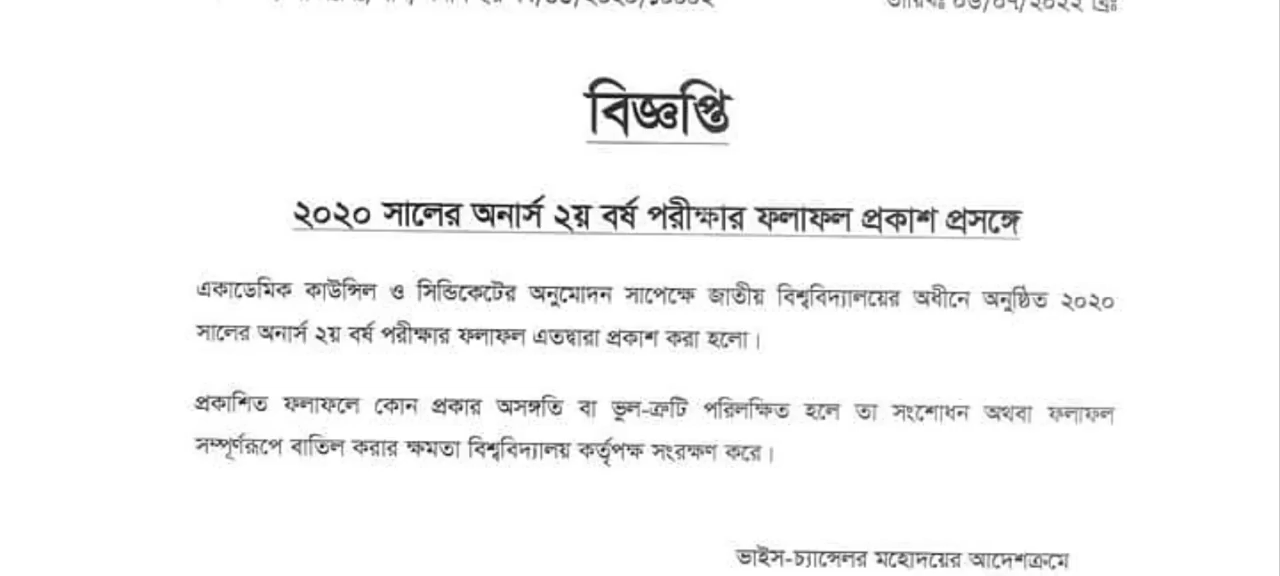 বিজ্ঞপ্তি
২০২০ সালের অনার্স ২য় বর্ষ পরীক্ষার ফলাফল প্রকাশ প্রসঙ্গে
একাডেমিক কাউন্সিল ও সিন্ডিকেটের অনুমোদন সাপেক্ষে জাতীয় বিশ্ববিদ্যালয়ের অধীনে অনুষ্ঠিত ২০২০
সালের অনার্স ২য় বর্ষ পরীক্ষার ফলাফল এতদ্বারা প্রকাশ করা হলো।
প্রকাশিত ফলাফলে কোন প্রকার অসঙ্গতি বা ভুল-ত্রুটি পরিলক্ষিত হলে তা সংশোধন অথবা ফলাফল
সম্পূর্ণরূপে বাতিল করার ক্ষমতা বিশ্ববিদ্যালয় কর্তৃপক্ষ সংরক্ষণ করে।
ভাইস-চ্যান্সেলর মহোদয়ের আদেশক্রমে